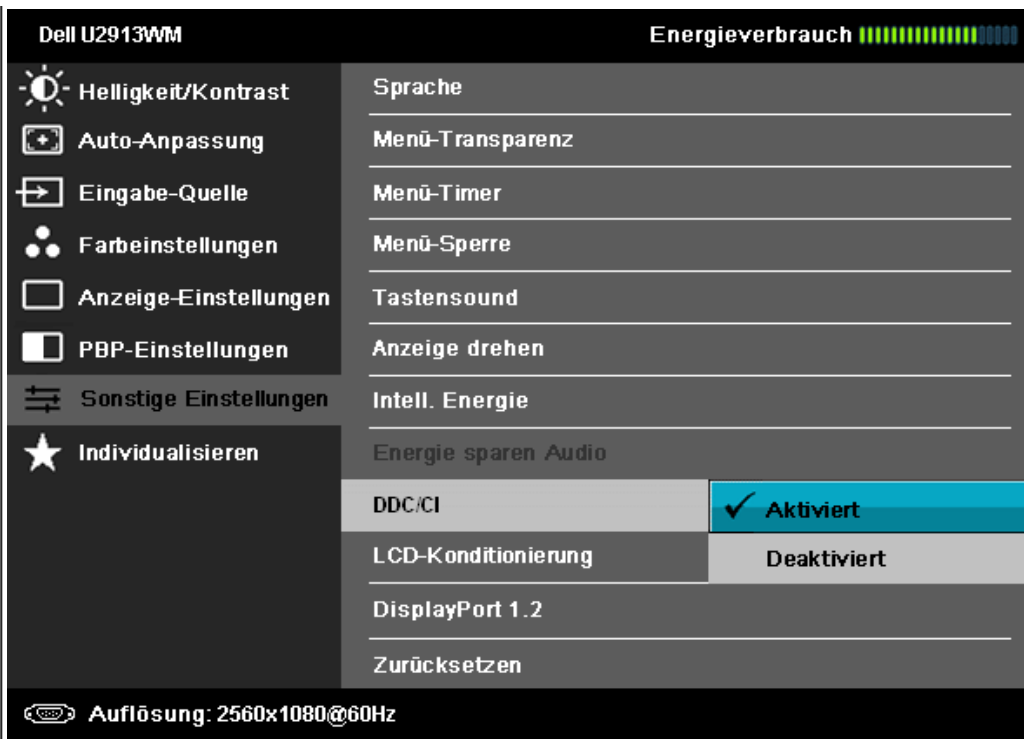 Dell U2913WM
Energieverbrauch
Helligkeit/Kontrast
Auto-Anpassung
Eingabe-Quelle
Farbeinstellungen
Anzeige-Einstellungen
PBP-Einstellungen
Sonstige Einstellungen
Individualisieren
Sprache
Menü-Transparenz
Menü-Timer
Menü-Sperre
Tastensound
Anzeige drehen
Intell. Energie
Energie sparen Audio
DDC/CI
Aktiviert
Deaktiviert
LCD-Konditionierung
DisplayPort 1.2
Zurücksetzen
Auflösung: 2560x1080@60Hz